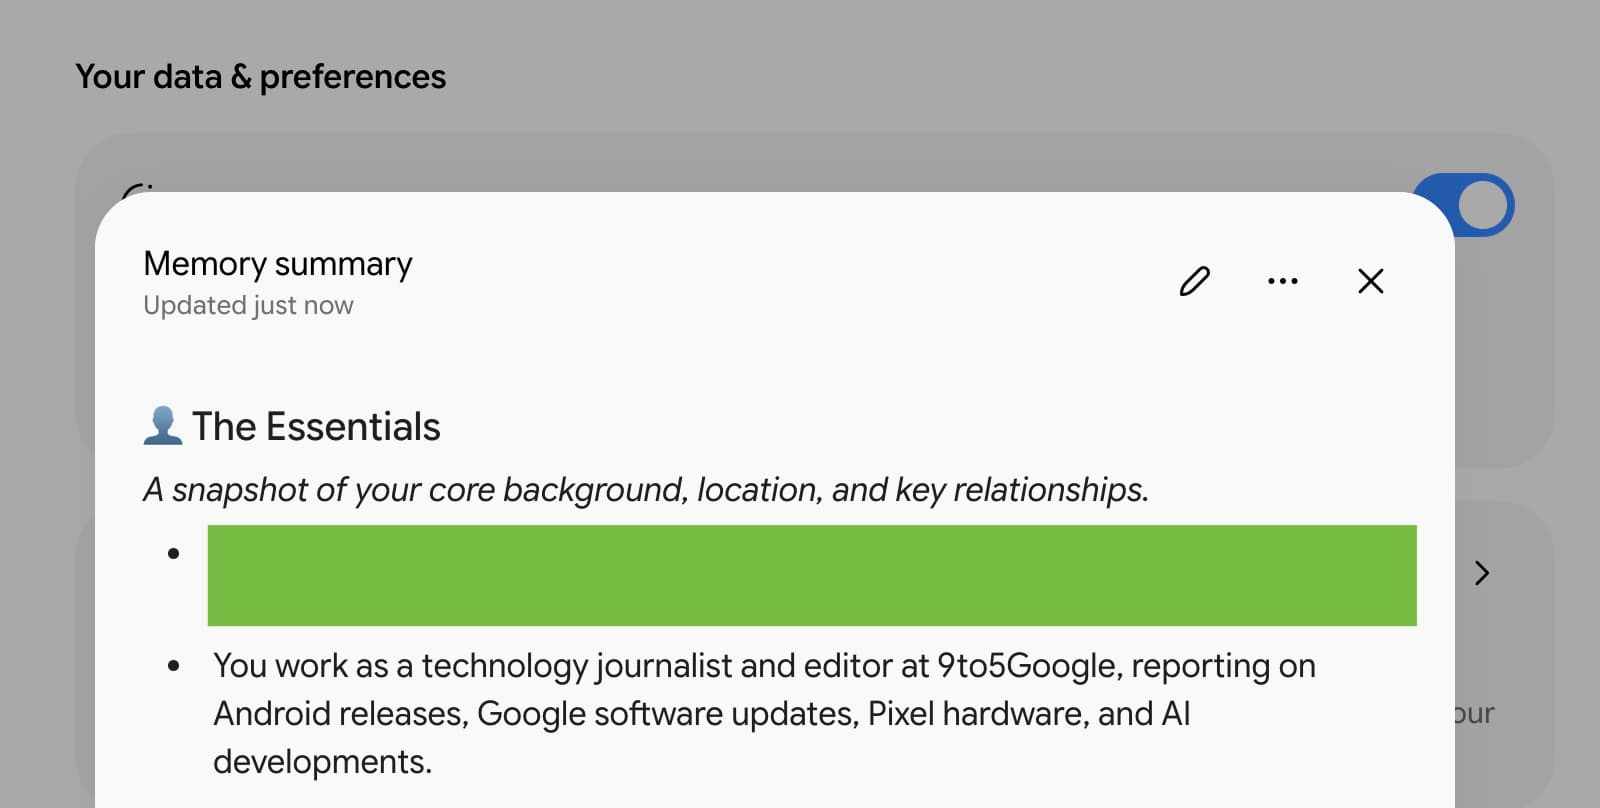 Your data & preferences
Memory summary
Updated just now
The Essentials
A snapshot of your core background, location, and key relationships.
You work as a technology journalist and editor at 9to5Google, reporting on
Android releases, Google software updates, Pixel hardware, and AI
developments.